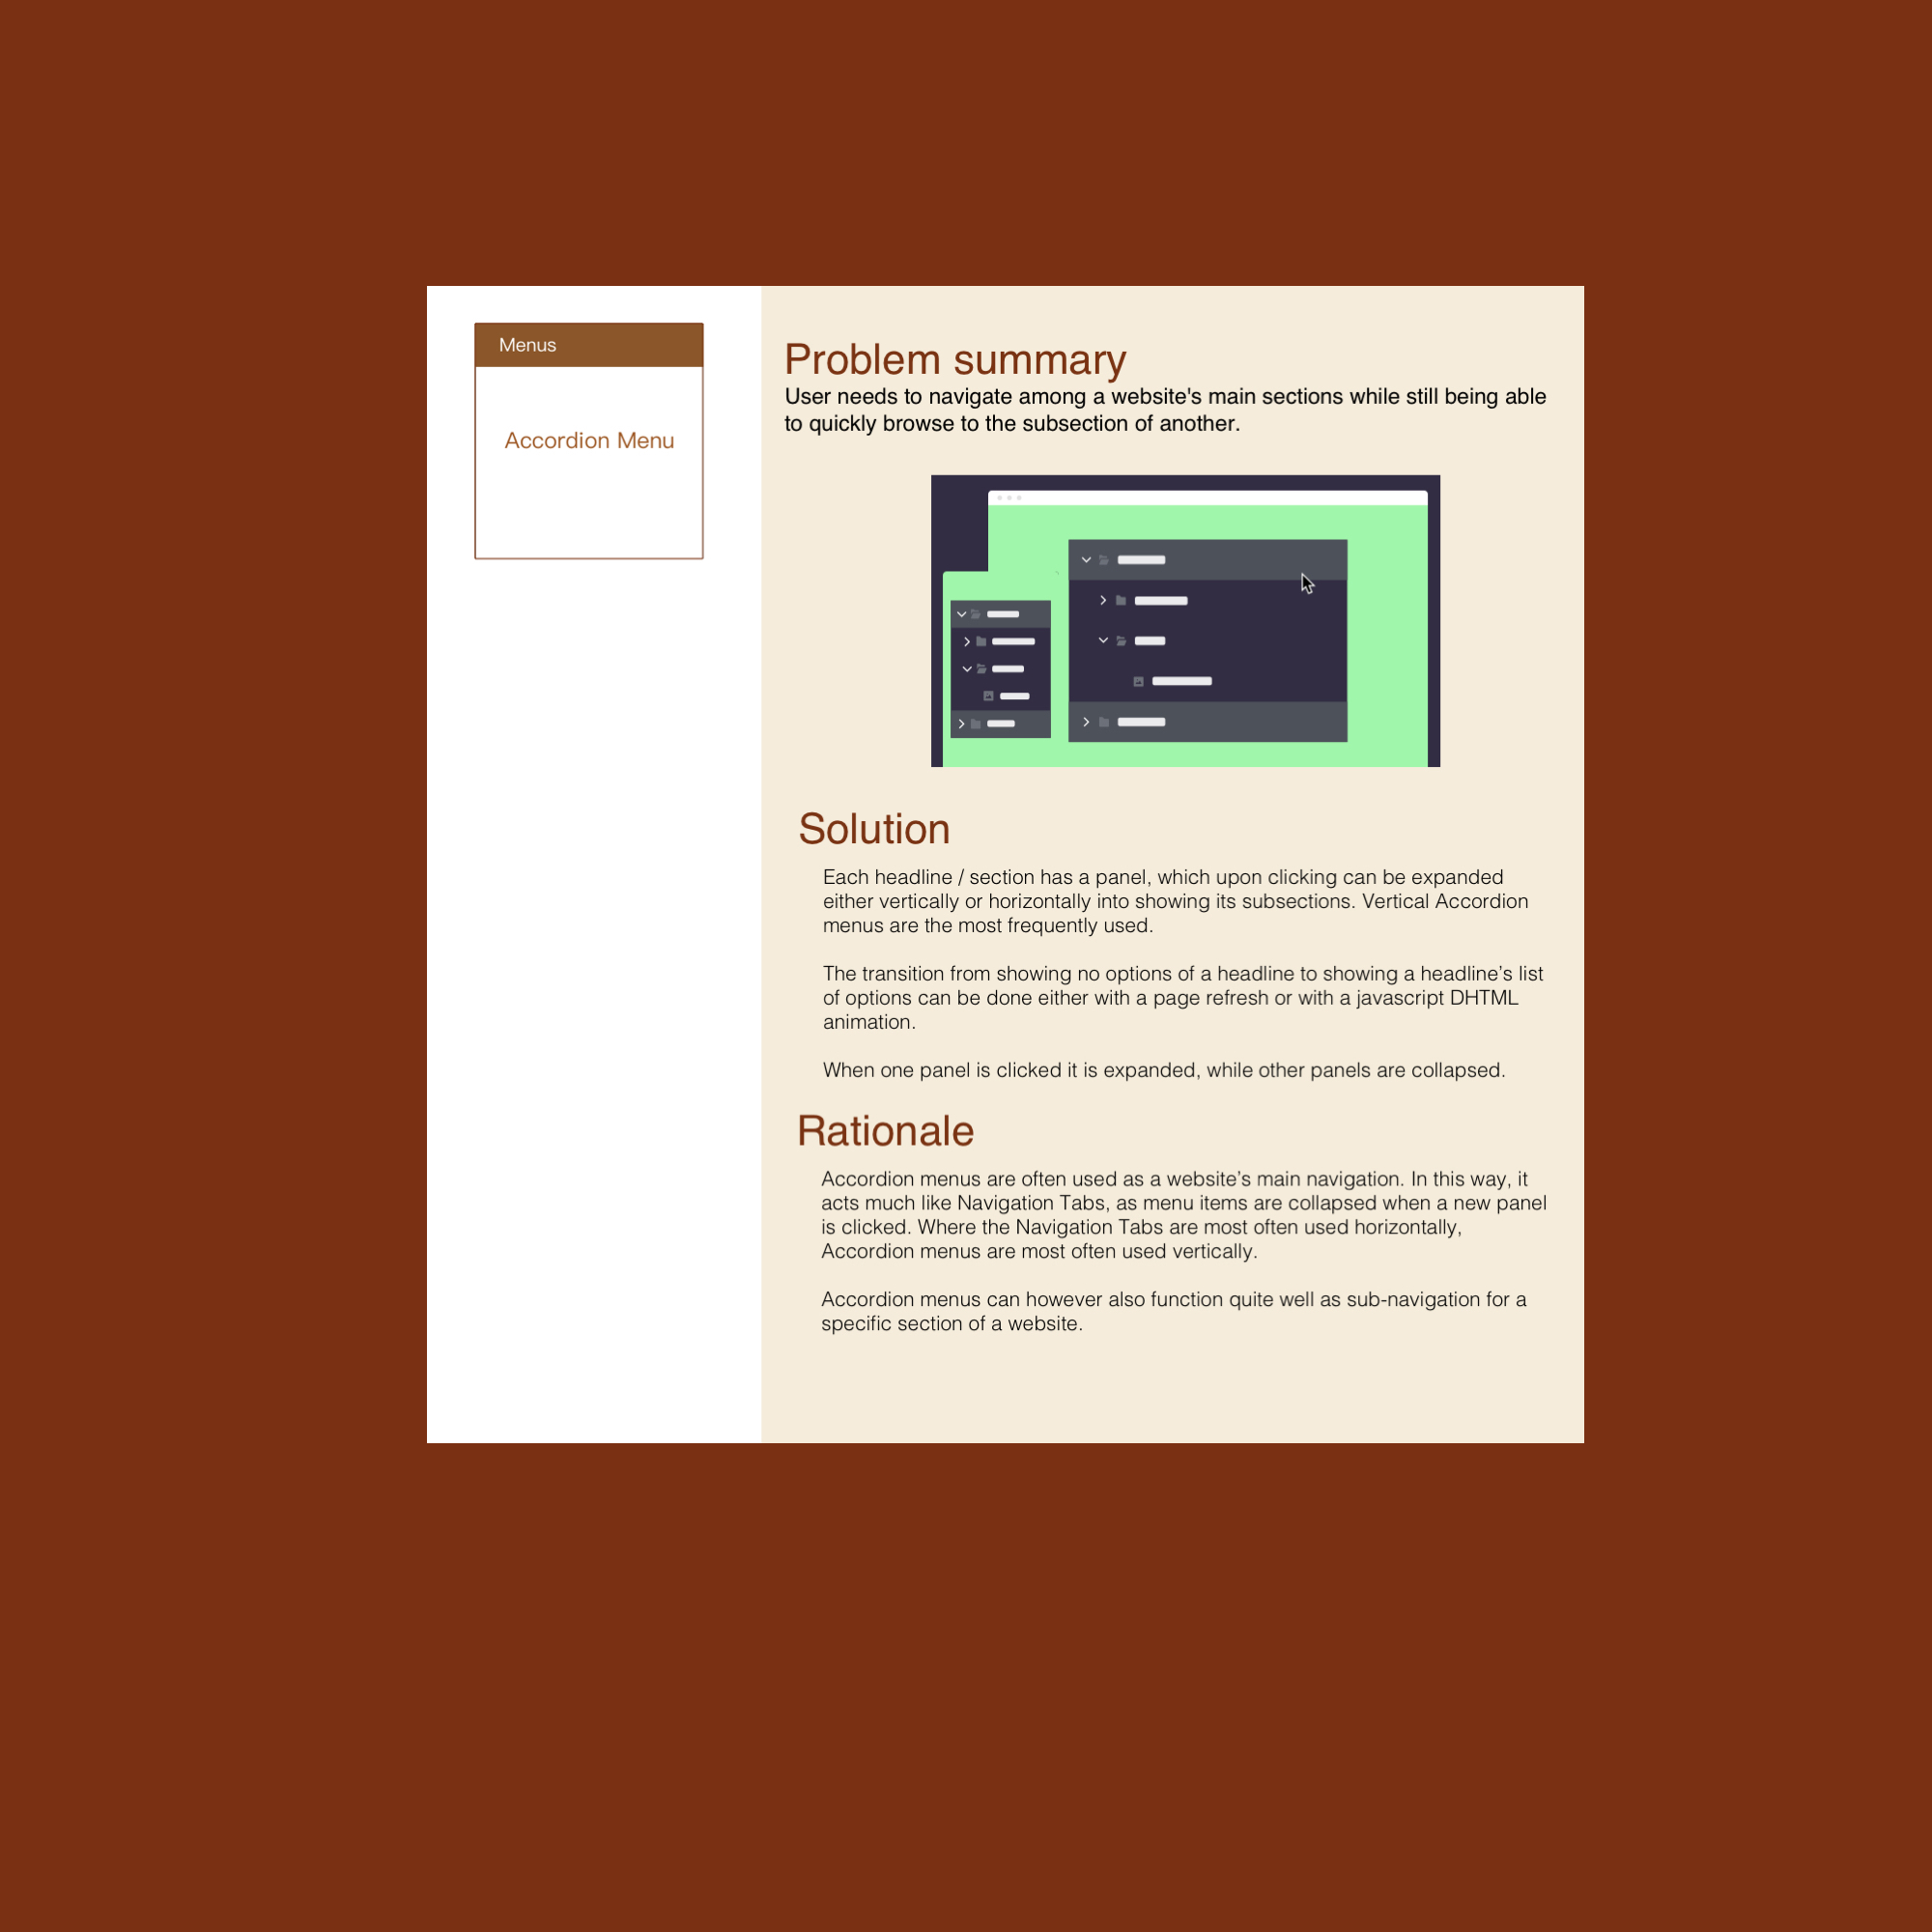 Menus
Accordion Menu
Problem summary
User needs to navigate among a website's main sections while still being able
to quickly browse to the subsection of another.
Solution
Each headline / section has a panel, which upon clicking can be expanded
either vertically or horizontally into showing its subsections. Vertical Accordion
menus are the most frequently used.
The transition from showing no options of a headline to showing a headline’s list
of options can be done either with a page refresh or with a javascript DHTML
animation.
When one panel is clicked it is expanded, while other panels are collapsed.
Rationale
Accordion menus are often used as a website’s main navigation. In this way, it
acts much like Navigation Tabs, as menu items are collapsed when a new panel
is clicked. Where the Navigation Tabs are most often used horizontally,
Accordion menus are most often used vertically.
Accordion menus can however also function quite well as sub-navigation for a
specific section of a website.